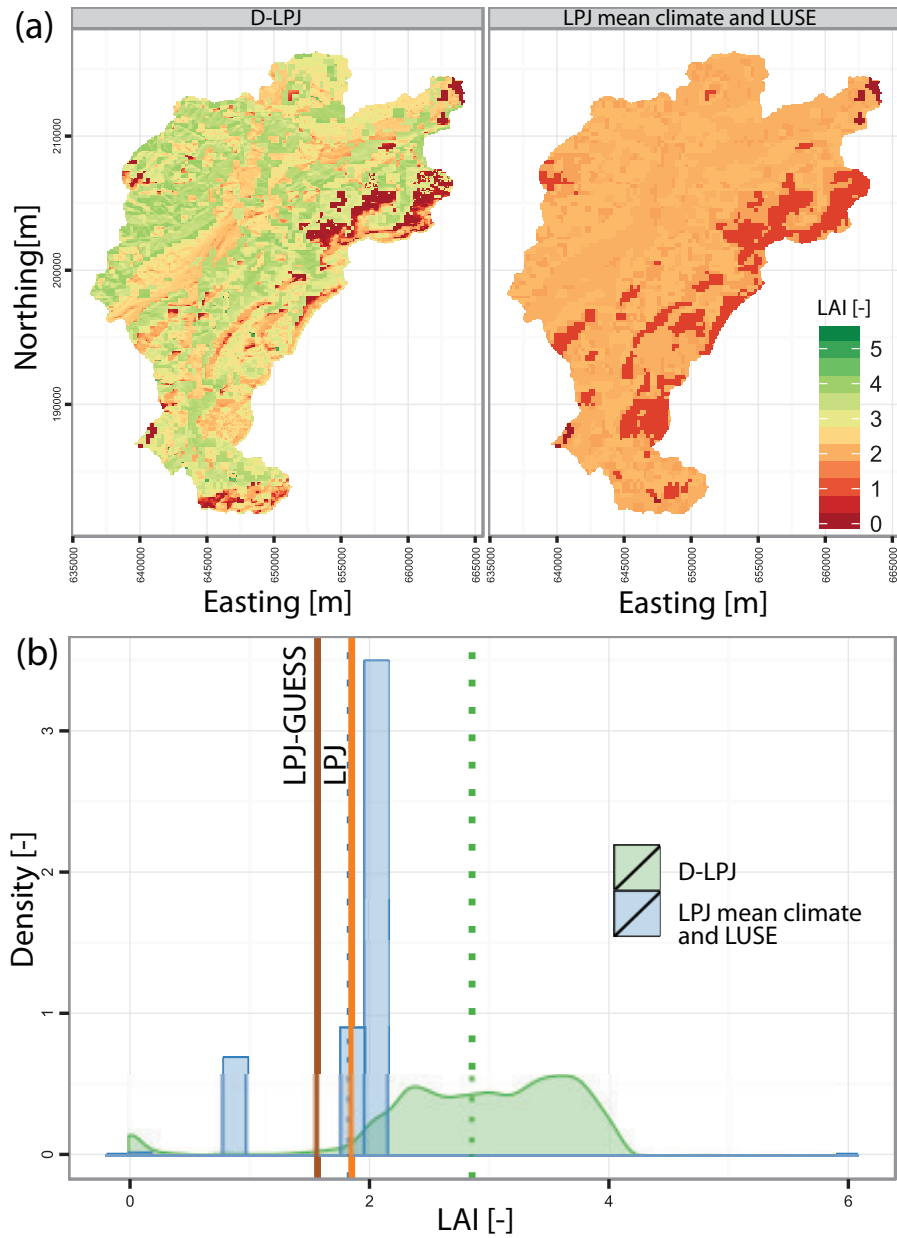 (a)
D-LPJ
LPJ mean climate and LUSE
Northing[m]
210000
200000
190000
LAI [-]
5
4
3
2
1
0
635000
640000
645000
650000
655000
660000
665000
635000
640000
645000
650000
655000
660000
665000
Easting [m]
Easting [m]
(b)
LPJ-GUESS
LPJ
Density [-]
3
2
1
0
D-LPJ
LPJ mean climate
and LUSE
0
2
4
6
LAI [-]